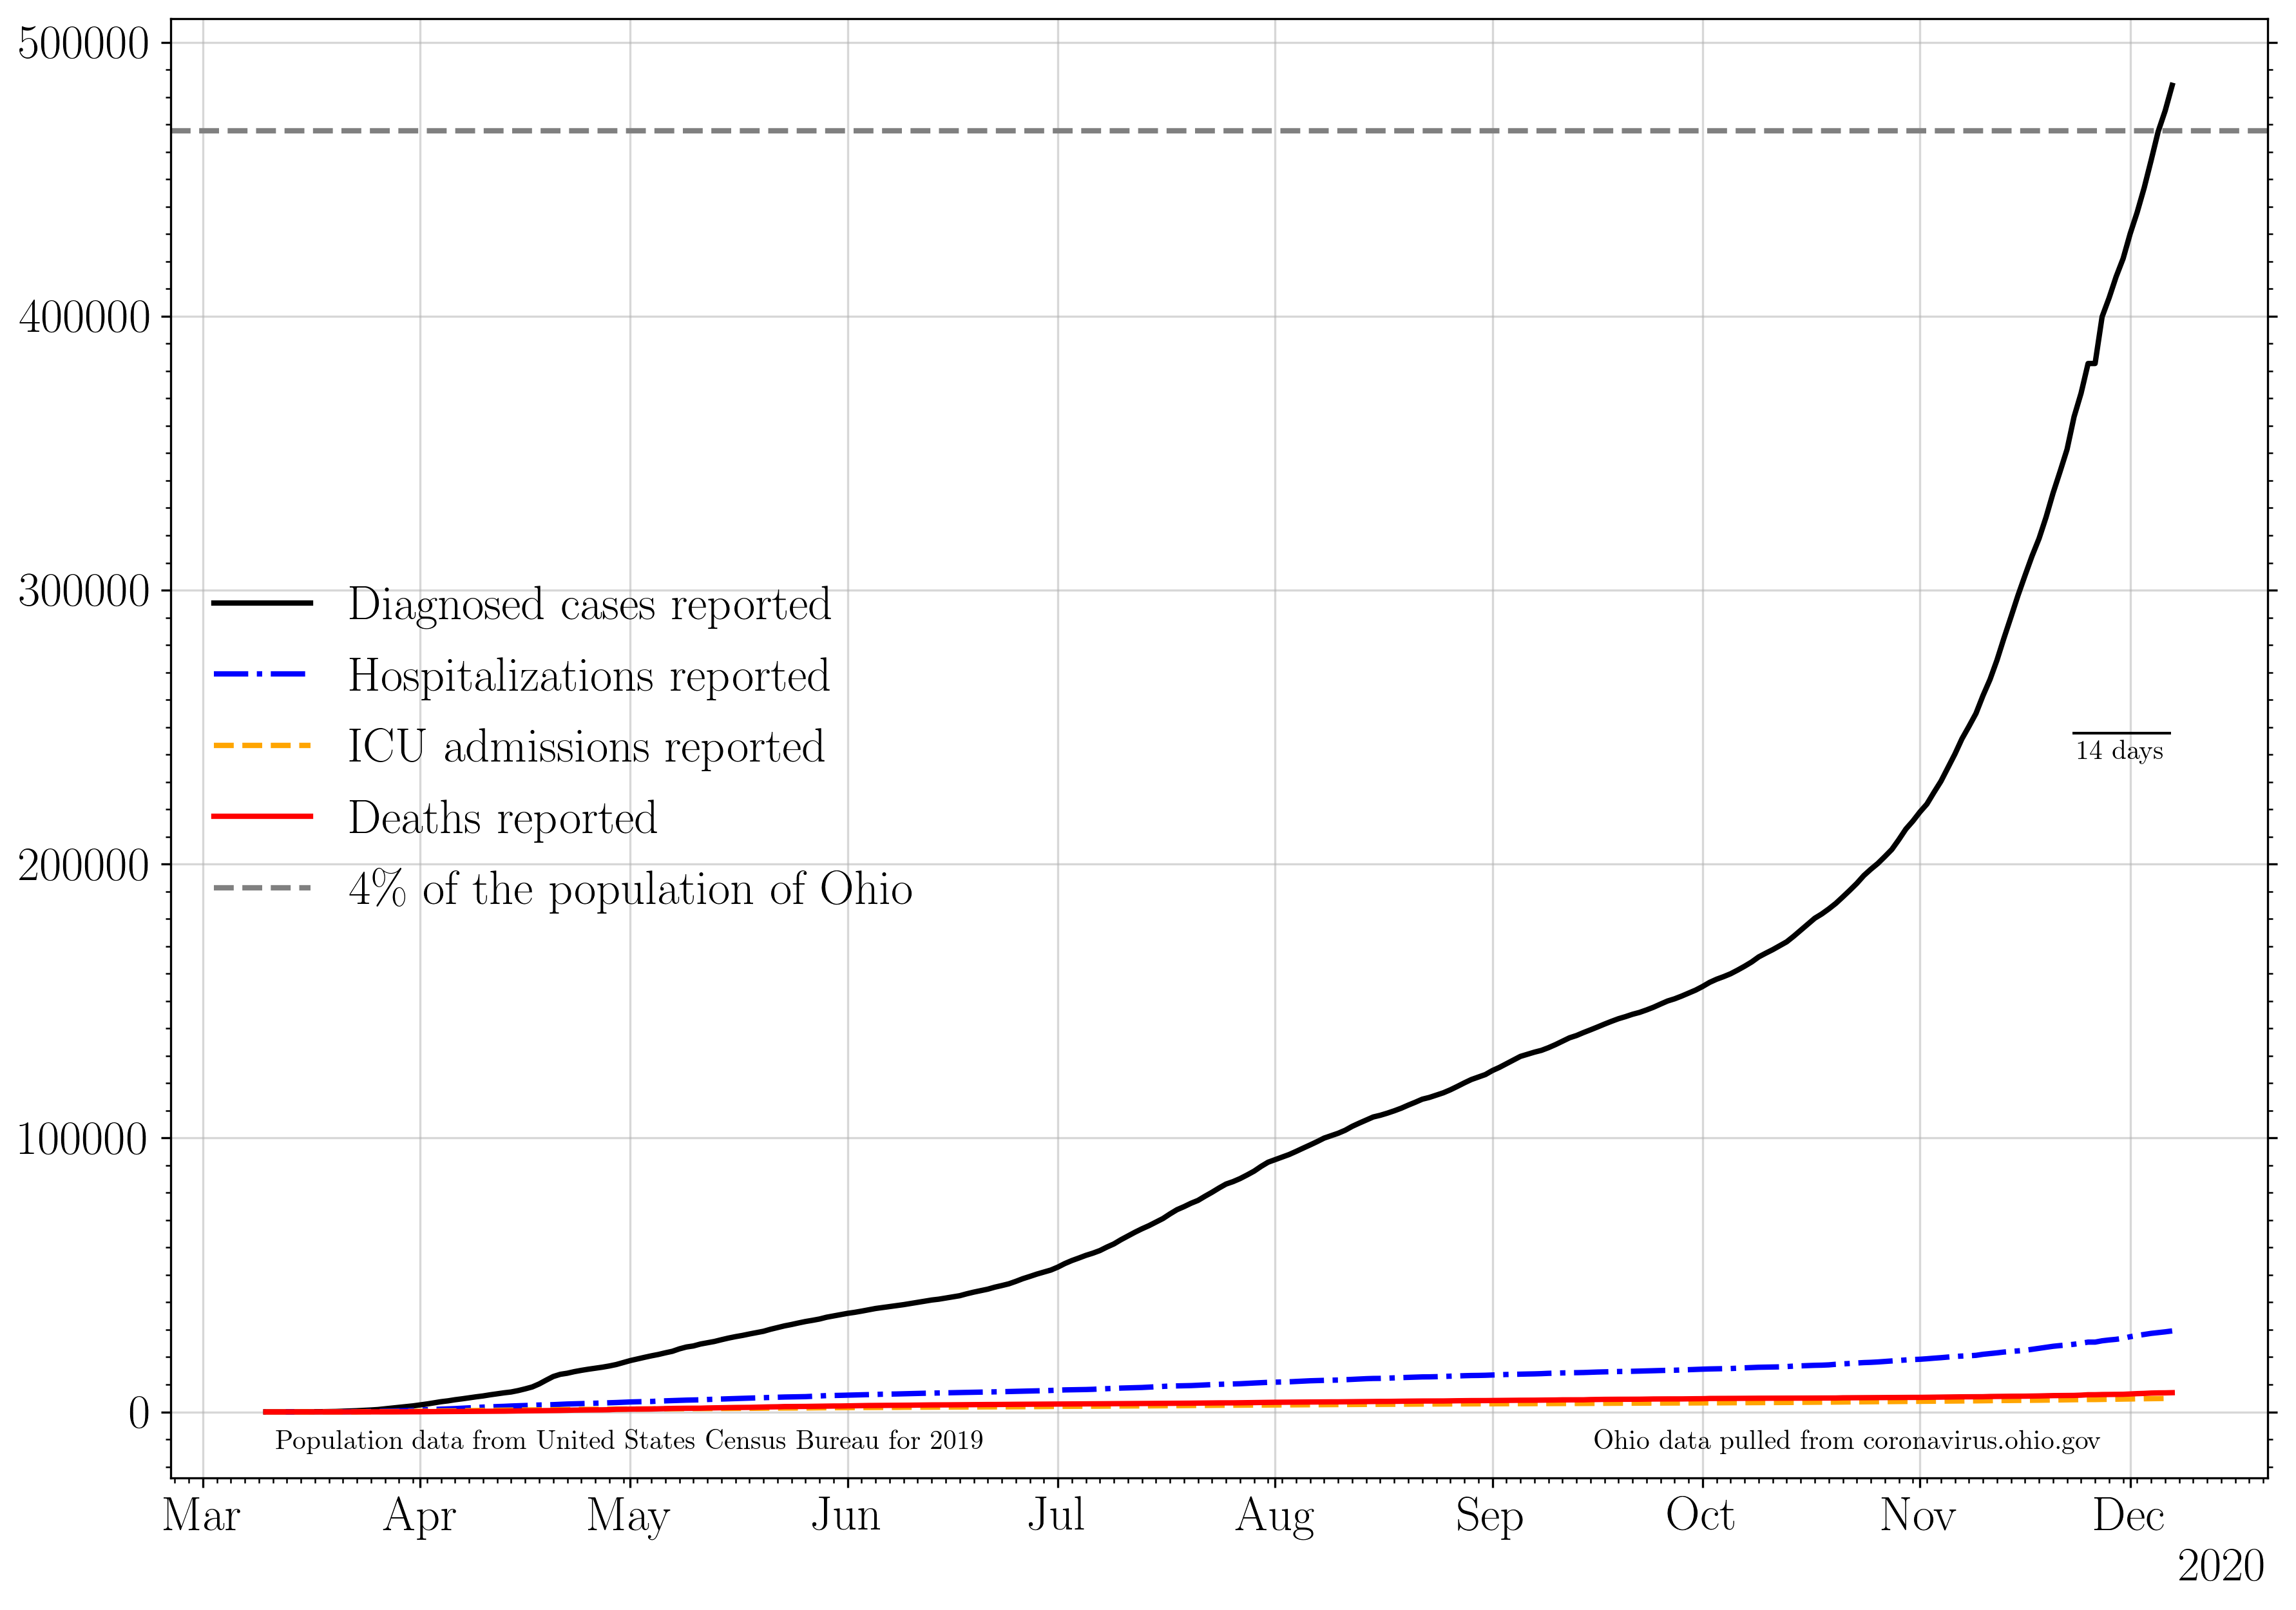 500000
400000
300000
200000
100000
0
Diagnosed cases reported
Hospitalizations reported
ICU admissions reported
Deaths reported
4% of the population of Ohio
14 days
Population data from United States Census Bureau for 2019
Ohio data pulled from coronavirus.ohio.gov
Mar Apr May Jun Jul Aug Sep Oct Nov Dec
2020